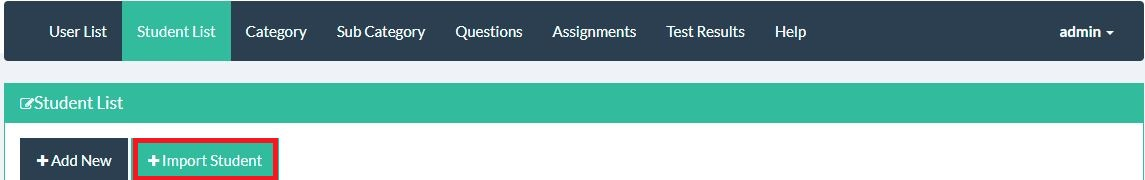 User List Student List Category Sub Category Questions Assignments Test Results Help admin
Student List
Add New Import Student